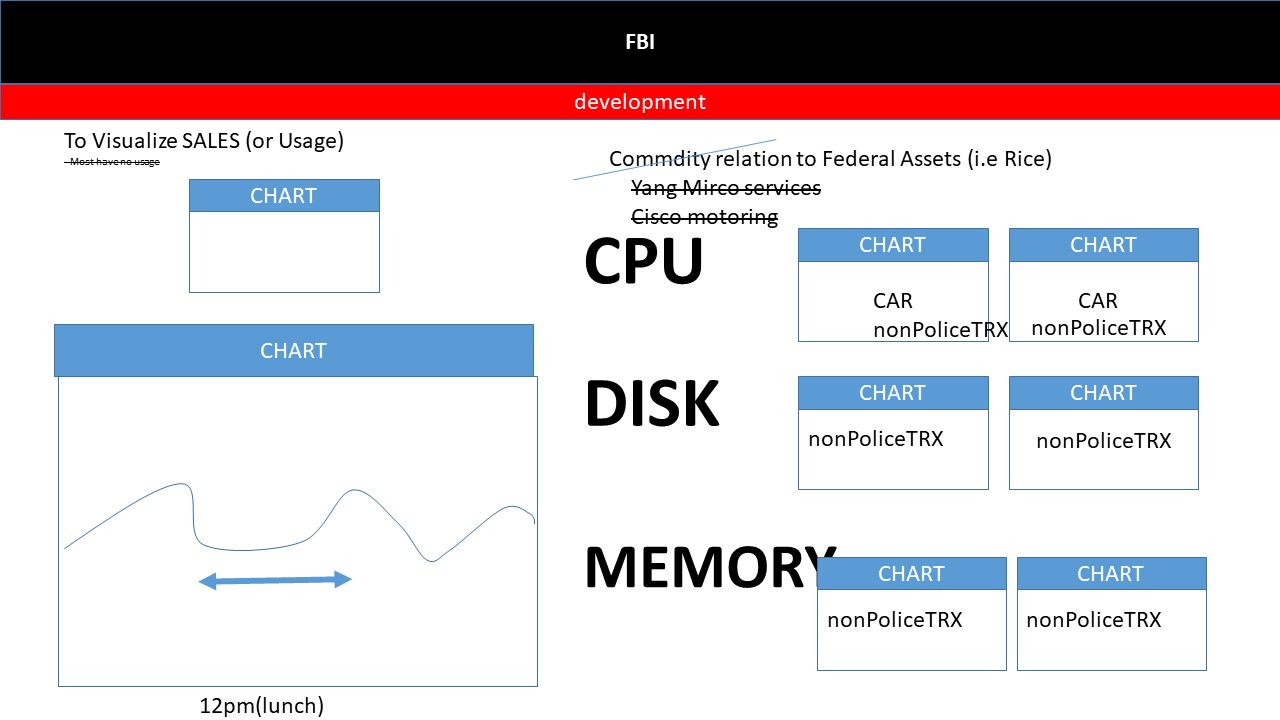 FBI
development
To Visualize SALES (or Usage)
- Most have no usage
CHART
CHART
12pm(lunch)
Commdity relation to Federal Assets (i.e Rice)
Yang Mirco services
Cisco motoring
CPU
CHART
CAR
nonPoliceTRX
CHART
CAR
nonPoliceTRX
DISK
CHART
nonPoliceTRX
CHART
nonPoliceTRX
MEMORY
CHART
nonPoliceTRX
CHART
nonPoliceTRX